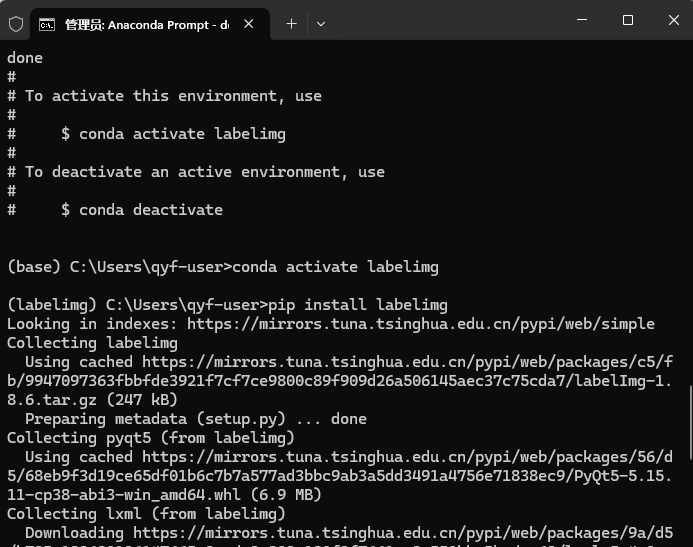 管理员: Anaconda Prompt - de
done
#
# To activate this environment, use
#
#     $ conda activate labelimg
#
# To deactivate an active environment, use
#
#     $ conda deactivate
(base) C:\Users\qyf-user>conda activate labelimg
(labelimg) C:\Users\qyf-user>pip install labelimg
Looking in indexes: https://mirrors.tuna.tsinghua.edu.cn/pypi/web/simple
Collecting labelimg
  Using cached https://mirrors.tuna.tsinghua.edu.cn/pypi/web/packages/c5/f
b/9947097363fbbfde3921f7cf7ce9800c89f909d26a506145aec37c75cda7/labelImg-1.
8.6.tar.gz (247 kB)
  Preparing metadata (setup.py) ... done
Collecting pyqt5 (from labelimg)
  Using cached https://mirrors.tuna.tsinghua.edu.cn/pypi/web/packages/56/d
5/68eb9f3d19ce65df01b6c7b7a577ad3bbc9ab3a5dd3491a4756e71838ec9/PyQt5-5.15.
11-cp38-abi3-win_amd64.whl (6.9 MB)
Collecting lxml (from labelimg)
  Downloading https://mirrors.tuna.tsinghua.edu.cn/pypi/web/packages/9a/d5